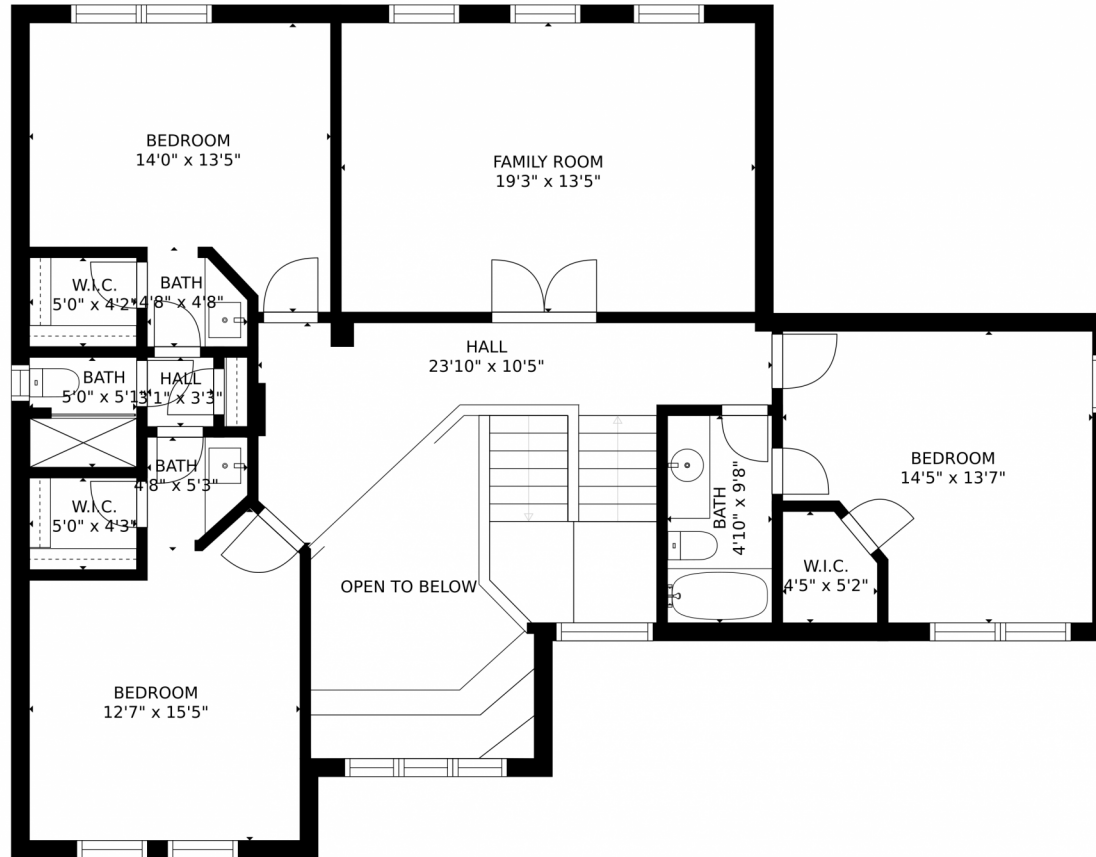 BEDROOM
14'0" x 13'5"
FAMILY ROOM
19'3" x 13'5"
W.I.C.
5'0" x 4'2"
BATH
4'8" x 4'8"
HALL
23'10" x 10'5"
BATH
5'0" x 5'1"
HALL
3'1" x 3'3"
BATH
4'8" x 5'3"
W.I.C.
5'0" x 4'3"
BEDROOM
14'5" x 13'7"
BATH
4'10" x 9'8"
W.I.C.
4'5" x 5'2"
OPEN TO BELOW
BEDROOM
12'7" x 15'5"